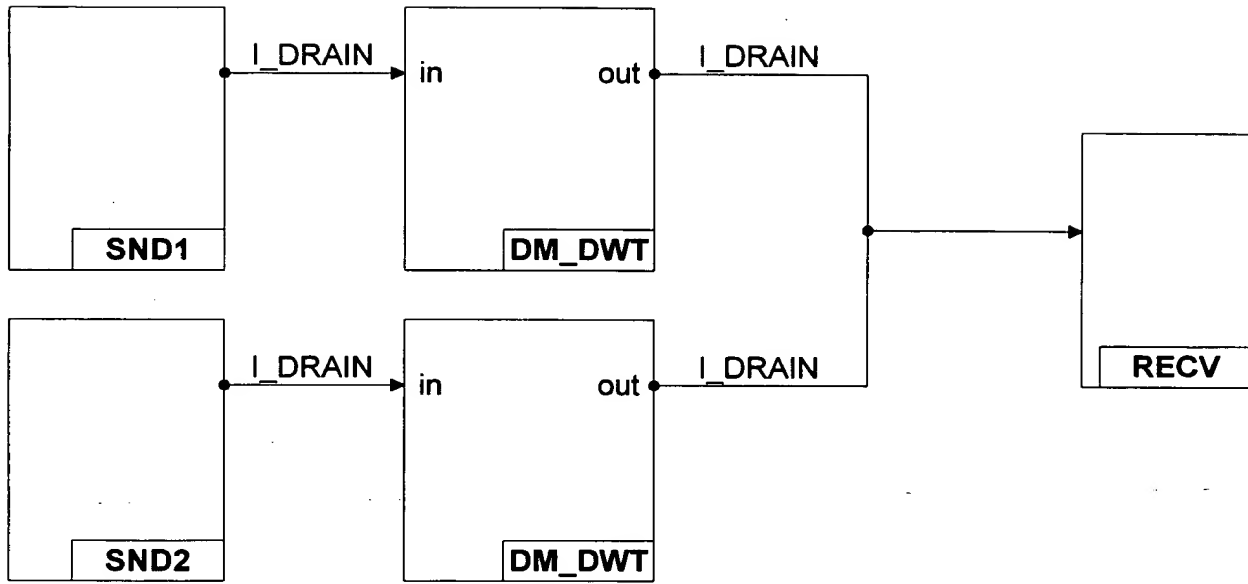 I_DRAIN
in
out
I_DRAIN
SND1
DM_DWT
I_DRAIN
in
out
I_DRAIN
RECV
SND2
DM_DWT